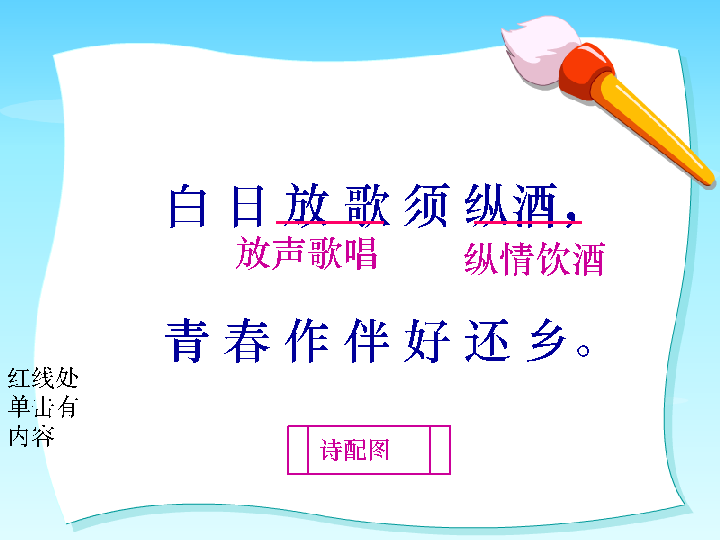 白日放歌须纵酒，
放声歌唱 纵情饮酒
青春作伴好还乡。
红线处
单击有
内容
诗配图